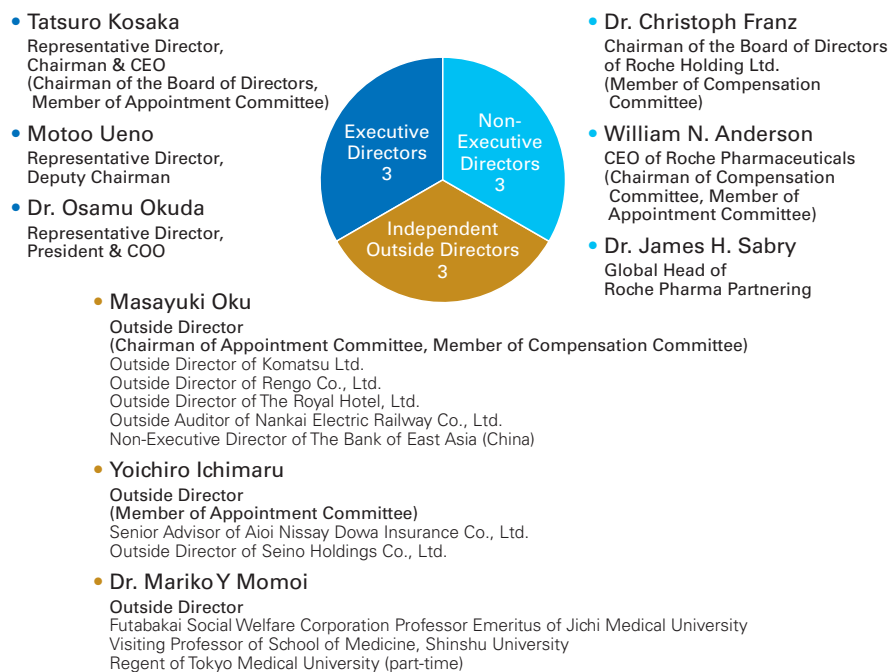 • Tatsuro Kosaka
Representative Director,
Chairman & CEO
(Chairman of the Board of Directors,
Member of Appointment Committee)
• Motoo Ueno
Representative Director,
Deputy Chairman
• Dr. Osamu Okuda
Representative Director,
President & COO
Executive
Directors
3
Non-
Executive
Directors
3
Independent
Outside Directors
3
• Dr. Christoph Franz
Chairman of the Board of Directors
of Roche Holding Ltd.
(Member of Compensation
Committee)
• William N. Anderson
CEO of Roche Pharmaceuticals
(Chairman of Compensation
Committee, Member of
Appointment Committee)
• Dr. James H. Sabry
Global Head of
Roche Pharma Partnering
• Masayuki Oku
Outside Director
(Chairman of Appointment Committee, Member of Compensation Committee)
Outside Director of Komatsu Ltd.
Outside Director of Rengo Co., Ltd.
Outside Director of The Royal Hotel, Ltd.
Outside Auditor of Nankai Electric Railway Co., Ltd.
Non-Executive Director of The Bank of East Asia (China)
• Yoichiro Ichimaru
Outside Director
(Member of Appointment Committee)
Senior Advisor of Aioi Nissay Dowa Insurance Co., Ltd.
Outside Director of Seino Holdings Co., Ltd.
• Dr. Mariko Y Momoi
Outside Director
Futabakai Social Welfare Corporation Professor Emeritus of Jichi Medical University
Visiting Professor of School of Medicine, Shinshu University
Regent of Tokyo Medical University (part-time)